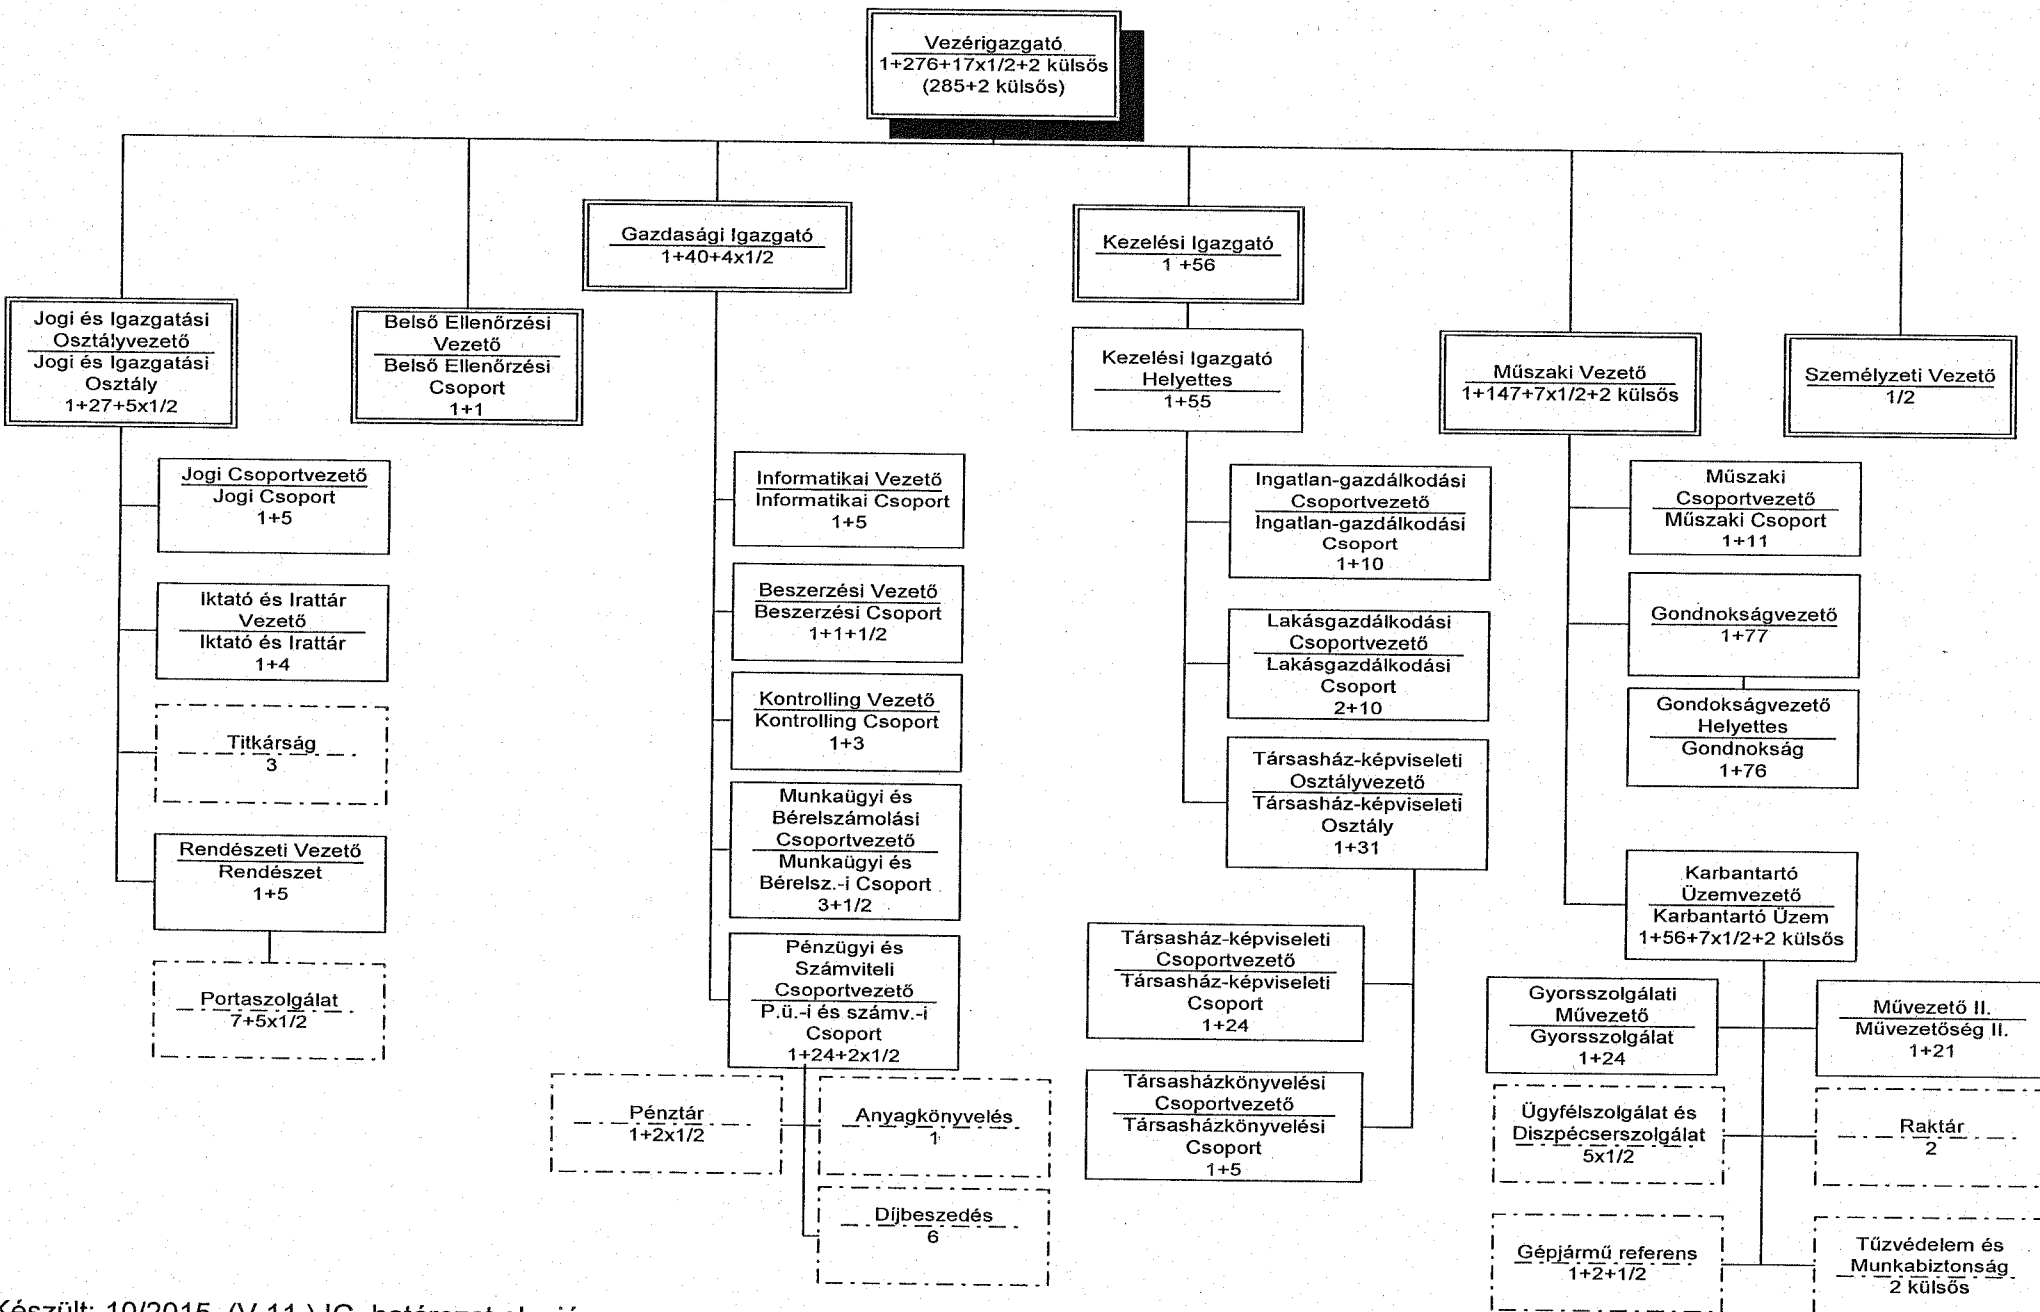 Vezérigazgató
1+276+17x1/2+2 külsős
(285+2 külsős)
Gazdasági Igazgató
1+40+4x1/2
Kezelési Igazgató
1 +56
Jogi és Igazgatási
Osztályvezető
Jogi és Igazgatási
Osztály
1+27+5x1/2
Belső Ellenőrzési
Vezető
Belső Ellenőrzési
Csoport
1+1
Kezelési Igazgató
Helyettes
1+55
Műszaki Vezető
1+147+7x1/2+2 külsős
Személyzeti Vezető
1/2
Jogi Csoportvezető
Jogi Csoport
1+5
Iktató és Irattár
Vezető
Iktató és Irattár
1+4
Titkárság
3
Rendészeti Vezető
Rendészet
1+5
Portaszolgálat
7+5x1/2
Informatikai Vezető
Informatikai Csoport
1+5
Beszerzési Vezető
Beszerzési Csoport
1+1+1/2
Kontrolling Vezető
Kontrolling Csoport
1+3
Munkaügyi és
Bérelszámolási
Csoportvezető
Munkaügyi és
Bérelsz.-i Csoport
3+1/2
Pénzügyi és
Számviteli
Csoportvezető
P.ü.-i és számv.-i
Csoport
1+24+2x1/2
Pénztár
1+2x1/2
Anyagkönyvelés
1
Díjbeszedés
6
Ingatlan-gazdálkodási
Csoportvezető
Ingatlan-gazdálkodási
Csoport
1+10
Lakásgazdálkodási
Csoportvezető
Lakásgazdálkodási
Csoport
2+10
Társasház-képviseleti
Osztályvezető
Társasház-képviseleti
Osztály
1+31
Társasház-képviseleti
Csoportvezető
Társasház-képviseleti
Csoport
1+24
Társasházkönyvelési
Csoportvezető
Társasházkönyvelési
Csoport
1+5
Műszaki
Csoportvezető
Műszaki Csoport
1+11
Gondnokságvezető
1+77
Gondokságvezető
Helyettes
Gondnokság
1+76
Karbantartó
Üzemvezető
Karbantartó Üzem
1+56+7x1/2+2 külsős
Gyorsszolgálati
Művezető
Gyorsszolgálat
1+24
Művezető II.
Művezetőség II.
1+21
Ügyfélszolgálat és
Diszpécserszolgálat
5x1/2
Raktár
2
Gépjármű referens
1+2+1/2
Tűzvédelem és
Munkabiztonság
2 külsős
Készült: 10/2015. (V.11.) IG. határozat